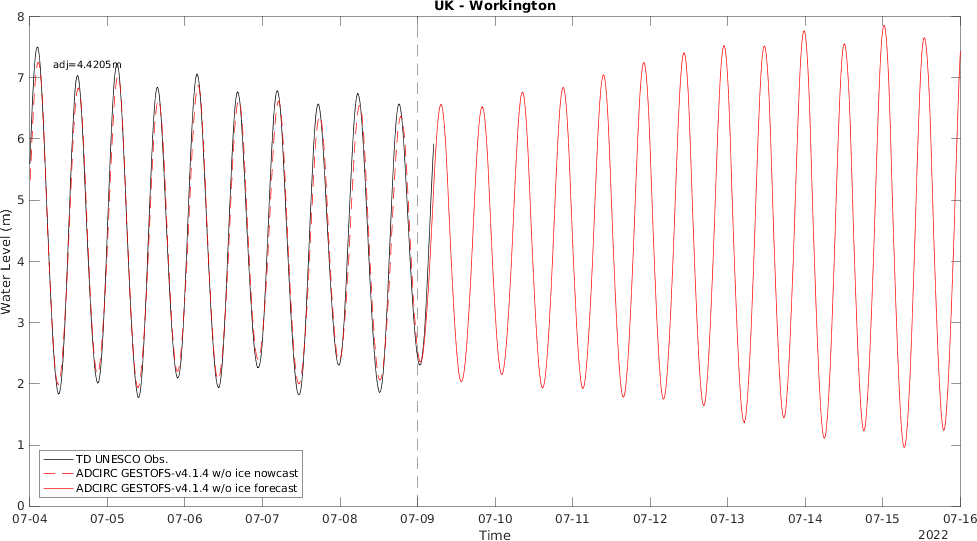 UK - Workington
8
adj=4.4205m
7
6
5
4
3
2
1
0
Water Level (m)
TD UNESCO Obs.
ADCIRC GESTOFS-v4.1.4 w/o ice nowcast
ADCIRC GESTOFS-v4.1.4 w/o ice forecast
07-04 07-05 07-06 07-07 07-08 07-09 07-10 07-11 07-12 07-13 07-14 07-15 07-16
Time
2022